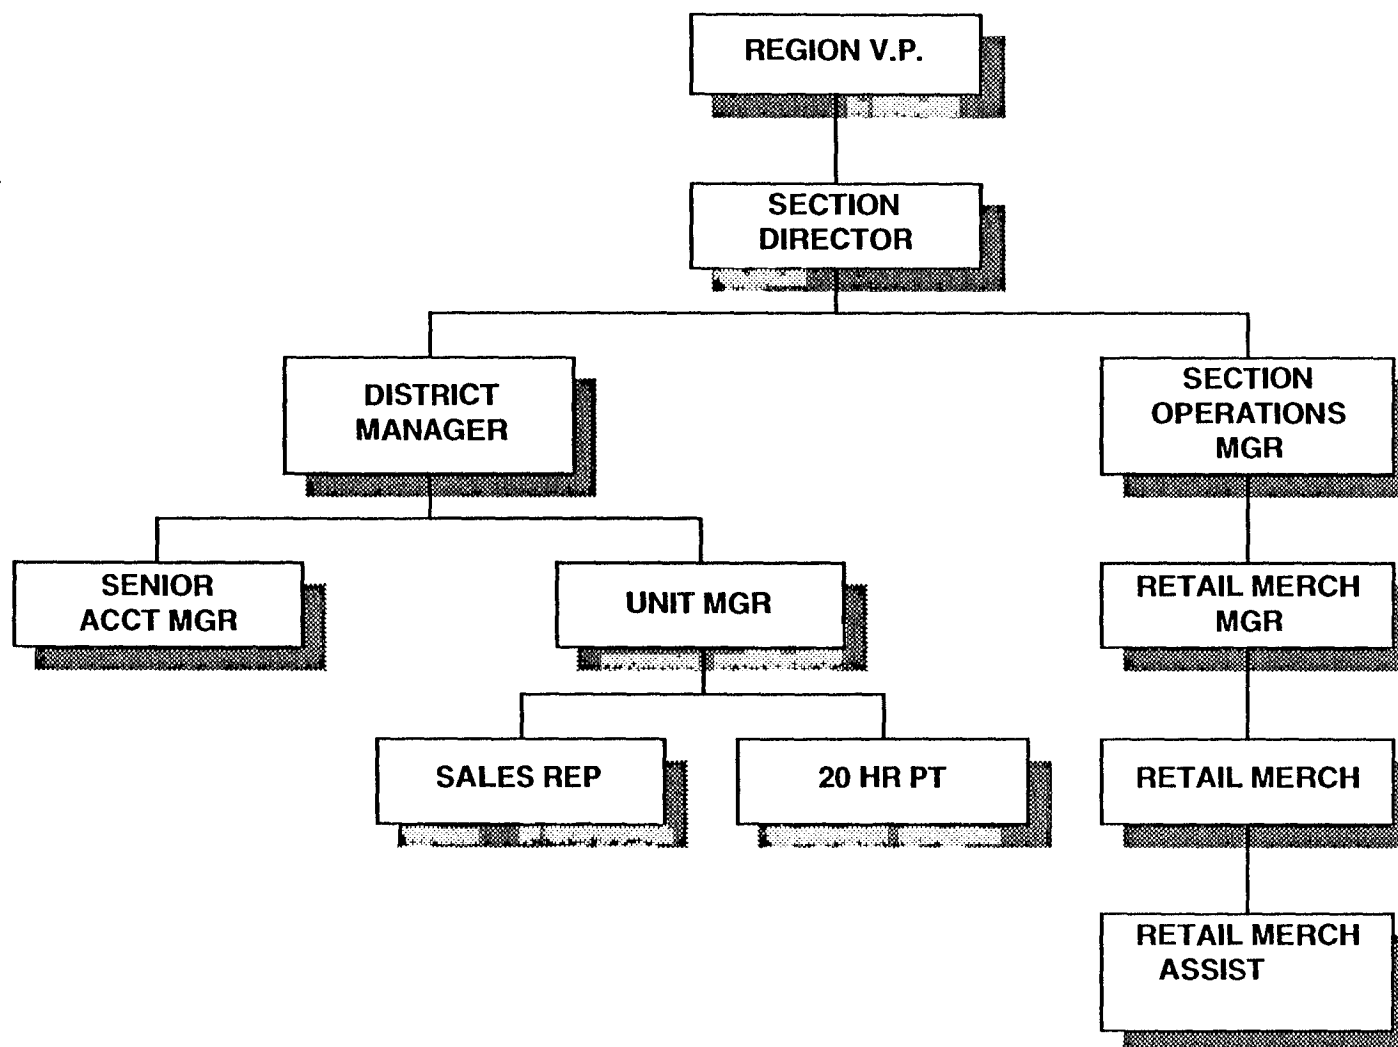 REGION V.P.
SECTION
DIRECTOR
DISTRICT
MANAGER
SECTION
OPERATIONS
MGR
SENIOR
ACCT MGR
UNIT MGR
RETAIL MERCH
MGR
SALES REP
20 HR PT
RETAIL MERCH
RETAIL MERCH
ASSIST